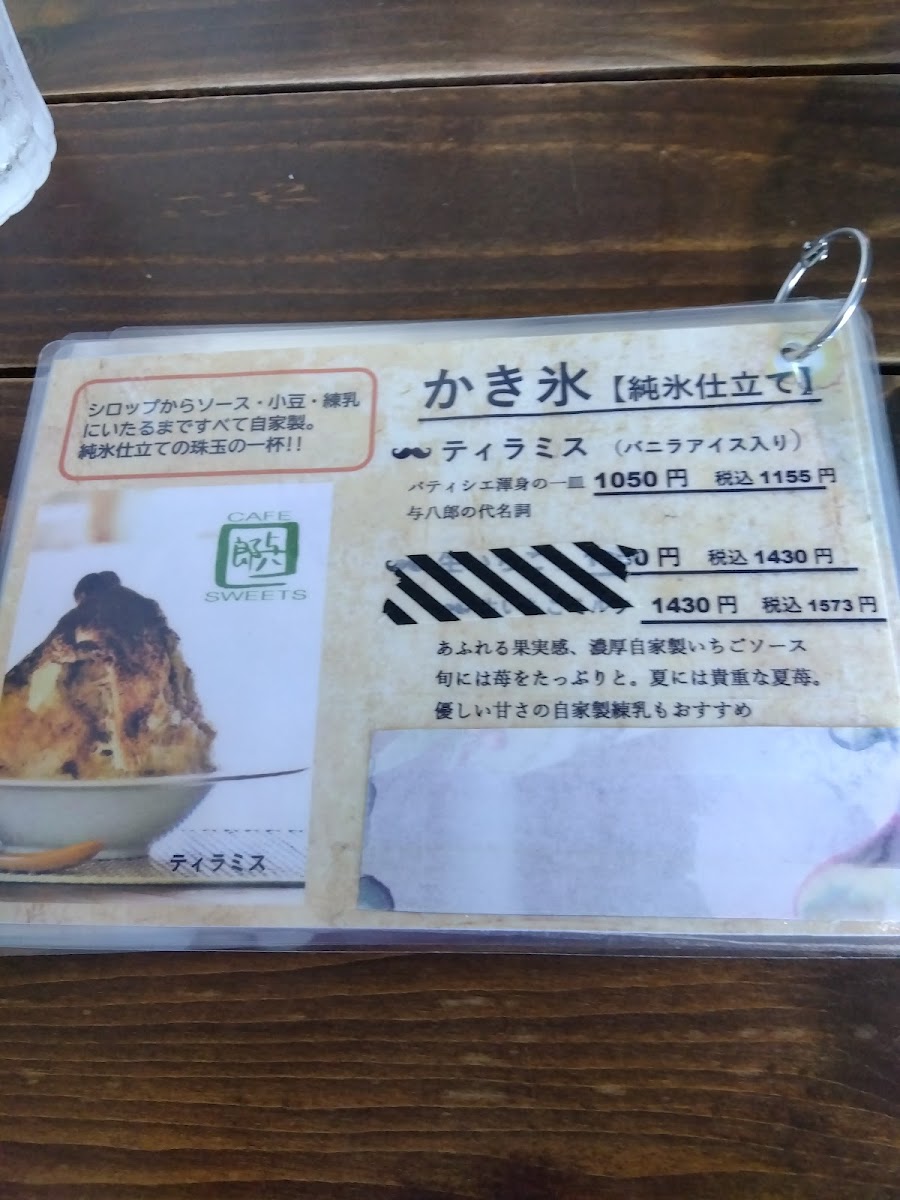 シロップからソース・小豆・練乳
にいたるまですべて自家製。
純氷仕立ての珠玉の一杯!!
CAFE
SWEETS
ティラミス
かき氷【純氷仕立て】
ティラミス （バニラアイス入り）
パティシエ渾身の一皿 1050円 税込1155円
与八郎の代名詞
0円 税込1430円
1430円 税込1573円
あふれる果実感、濃厚自家製いちごソース
旬には苺をたっぷりと。夏には貴重な夏苺。
優しい甘さの自家製練乳もおすすめ